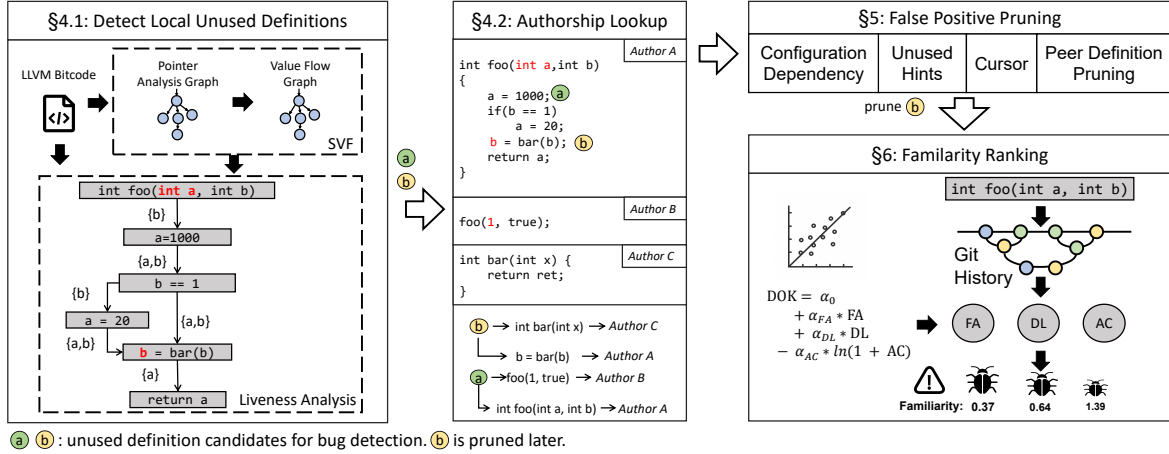 §4.1: Detect Local Unused Definitions
LLVM Bitcode
Pointer
Analysis Graph
Value Flow
Graph
SVF
int foo(int a, int b)
{b}
a=1000
{a,b}
b == 1
{b}
a = 20
{a,b}
{a,b}
b = bar(b)
{a}
return a
Liveness Analysis
a
b
§4.2: Authorship Lookup
Author A
int foo(int a,int b)
{
a = 1000; a
if(b == 1)
a = 20;
b = bar(b); b
return a;
}
Author B
foo(1, true);
Author C
int bar(int x) {
return ret;
}
b int bar(int x) Author C
b = bar(b) Author A
a foo(1, true) Author B
int foo(int a, int b) Author A
§5: False Positive Pruning
Configuration
Dependency
Unused
Hints
Cursor
Peer Definition
Pruning
prune b
§6: Familarity Ranking
int foo(int a, int b)
Git
History
DOK = α0
+ αFA * FA
+ αDL * DL
− αAC * ln(1 + AC)
FA
DL
AC
Familiarity: 0.37 0.64 1.39
a b : unused definition candidates for bug detection. b is pruned later.